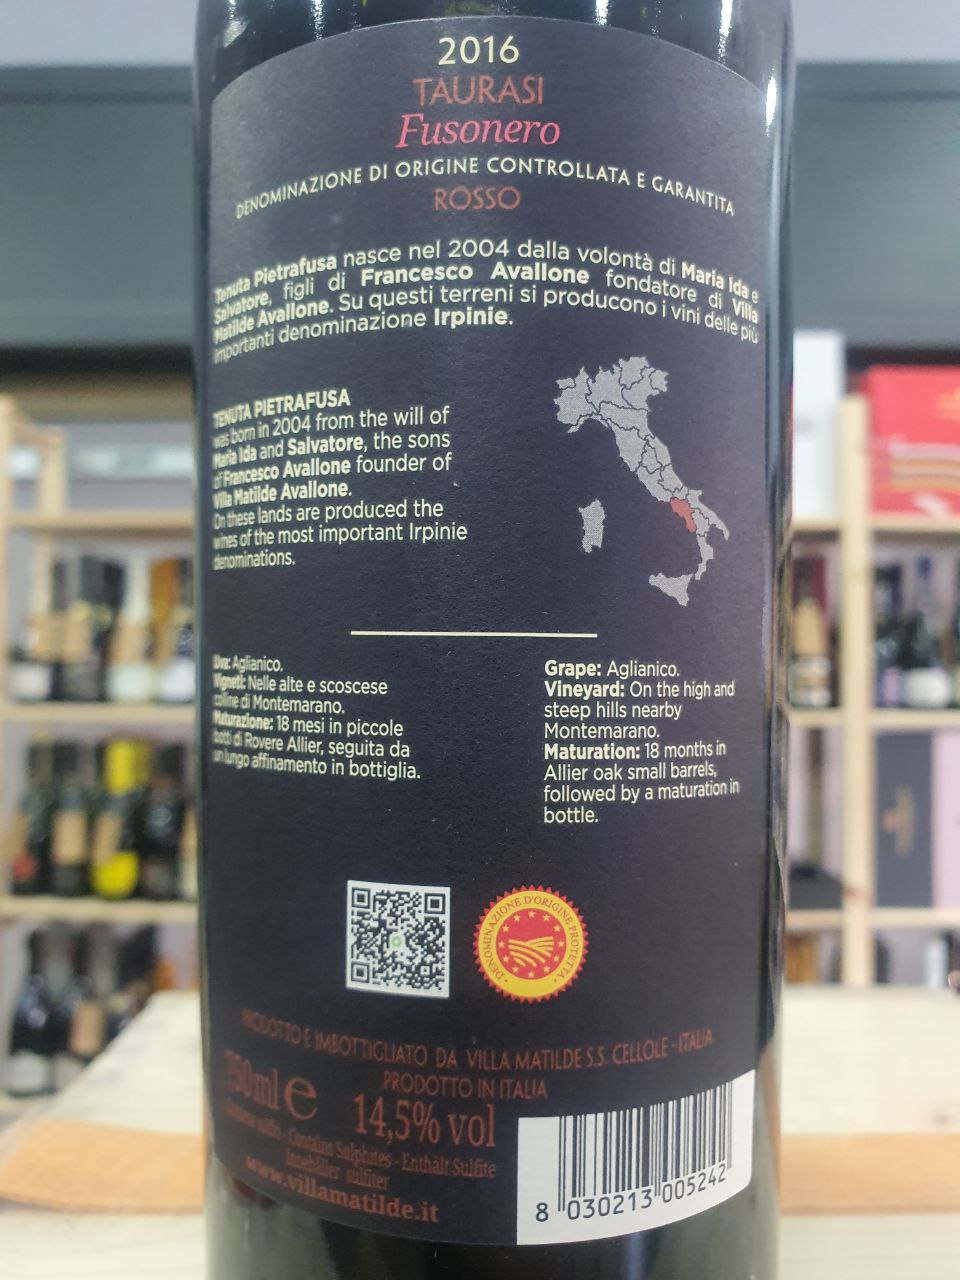 2016
TAURASI
Fusonero
DENOMINAZIONE DI ORIGINE CONTROLLATA E GARANTITA
ROSSO
Tenuta Pietrafusa nasce nel 2004 dalla volontà di Maria Ida e
Salvatore, figli di Francesco Avallone fondatore di Villa
Matilde Avallone. Su questi terreni si producono i vini delle più
importanti denominazione Irpinie.
TENUTA PIETRAFUSA
was born in 2004 from the will of
Maria Ida and Salvatore, the sons
of Francesco Avallone founder of
Villa Matilde Avallone.
On these lands are produced the
wines of the most important Irpinie
denominations.
Uva: Aglianico.
Vigneti: Nelle alte e scoscese
colline di Montemarano.
Maturazione: 18 mesi in piccole
botti di Rovere Allier, seguita da
un lungo affinamento in bottiglia.
Grape: Aglianico.
Vineyard: On the high and
steep hills nearby
Montemarano.
Maturation: 18 months in
Allier oak small barrels,
followed by a maturation in
bottle.
DENOMINAZIONE D'ORIGINE PROTETTA
PRODOTTO E IMBOTTIGLIATO DA VILLA MATILDE S.S. CELLOLE - ITALIA
PRODOTTO IN ITALIA
750ml e 14,5% vol
Contains Sulphites - Enthält Sulfite
Innehåller sulfiter
www.villamatilde.it
8 030213 005242